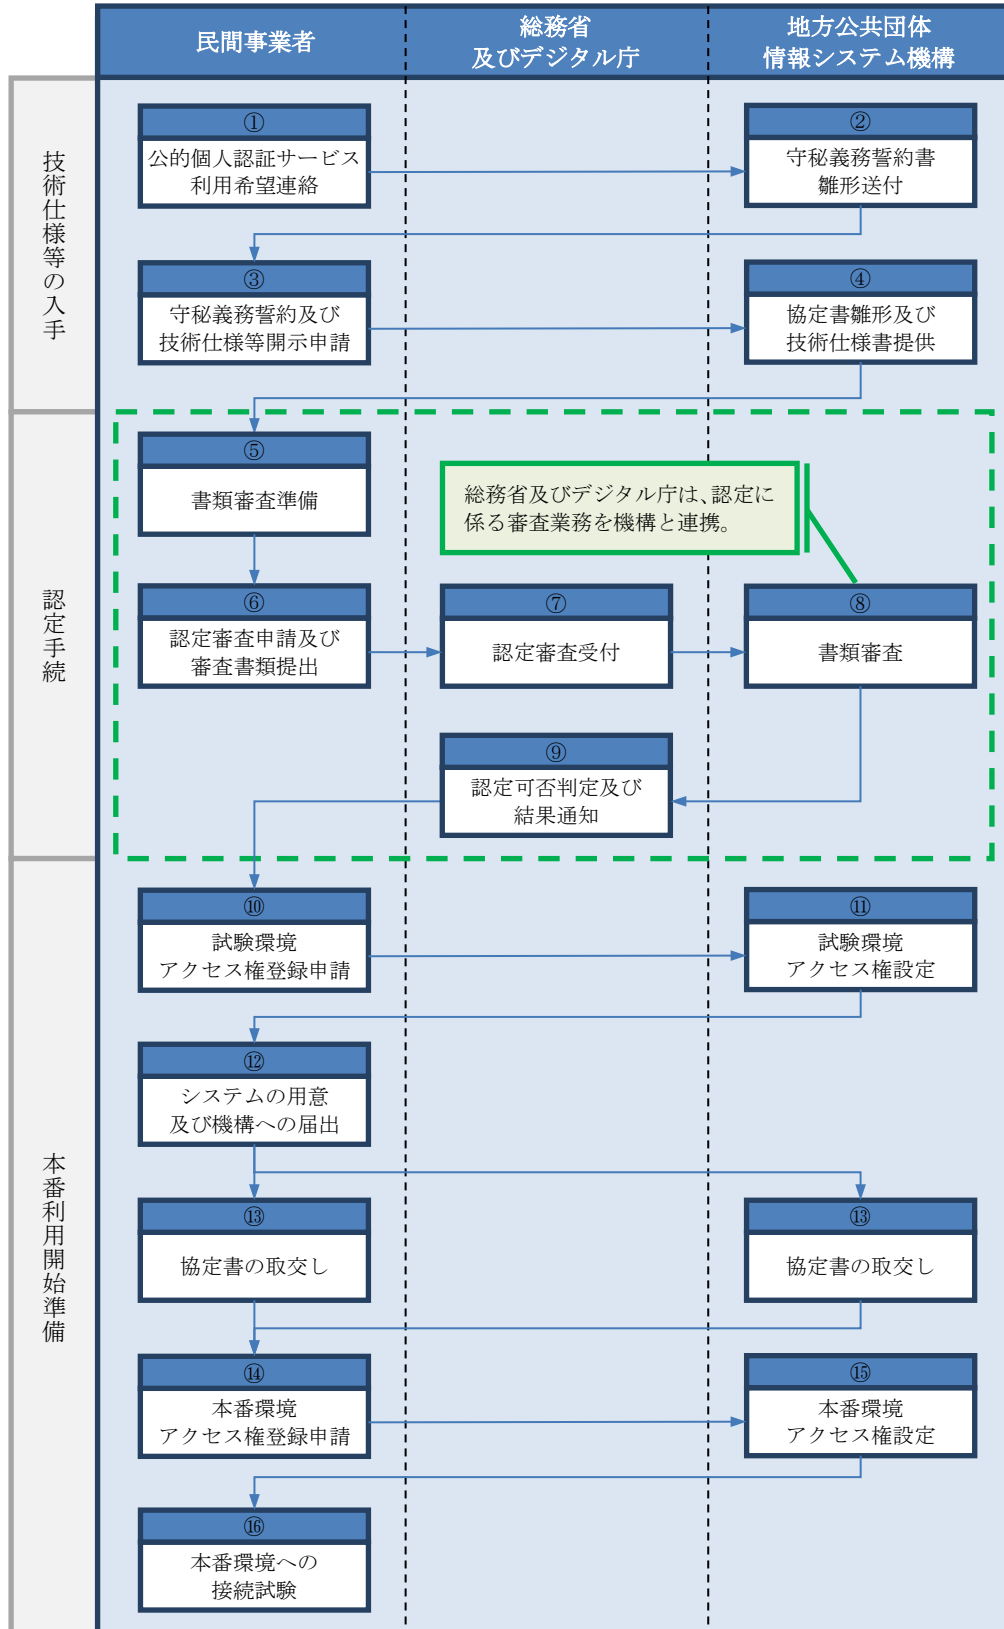 民間事業者
総務省
及びデジタル庁
地方公共団体
情報システム機構
技術仕様等の入手
①
公的個人認証サービス
利用希望連絡
②
守秘義務誓約書
雛形送付
③
守秘義務誓約及び
技術仕様等開示申請
④
協定書雛形及び
技術仕様書提供
認定手続
⑤
書類審査準備
総務省及びデジタル庁は、認定に
係る審査業務を機構と連携。
⑥
認定審査申請及び
審査書類提出
⑦
認定審査受付
⑧
書類審査
⑨
認定可否判定及び
結果通知
本番利用開始準備
⑩
試験環境
アクセス権登録申請
⑪
試験環境
アクセス権設定
⑫
システムの用意
及び機構への届出
⑬
協定書の取交し
⑬
協定書の取交し
⑭
本番環境
アクセス権登録申請
⑮
本番環境
アクセス権設定
⑯
本番環境への
接続試験